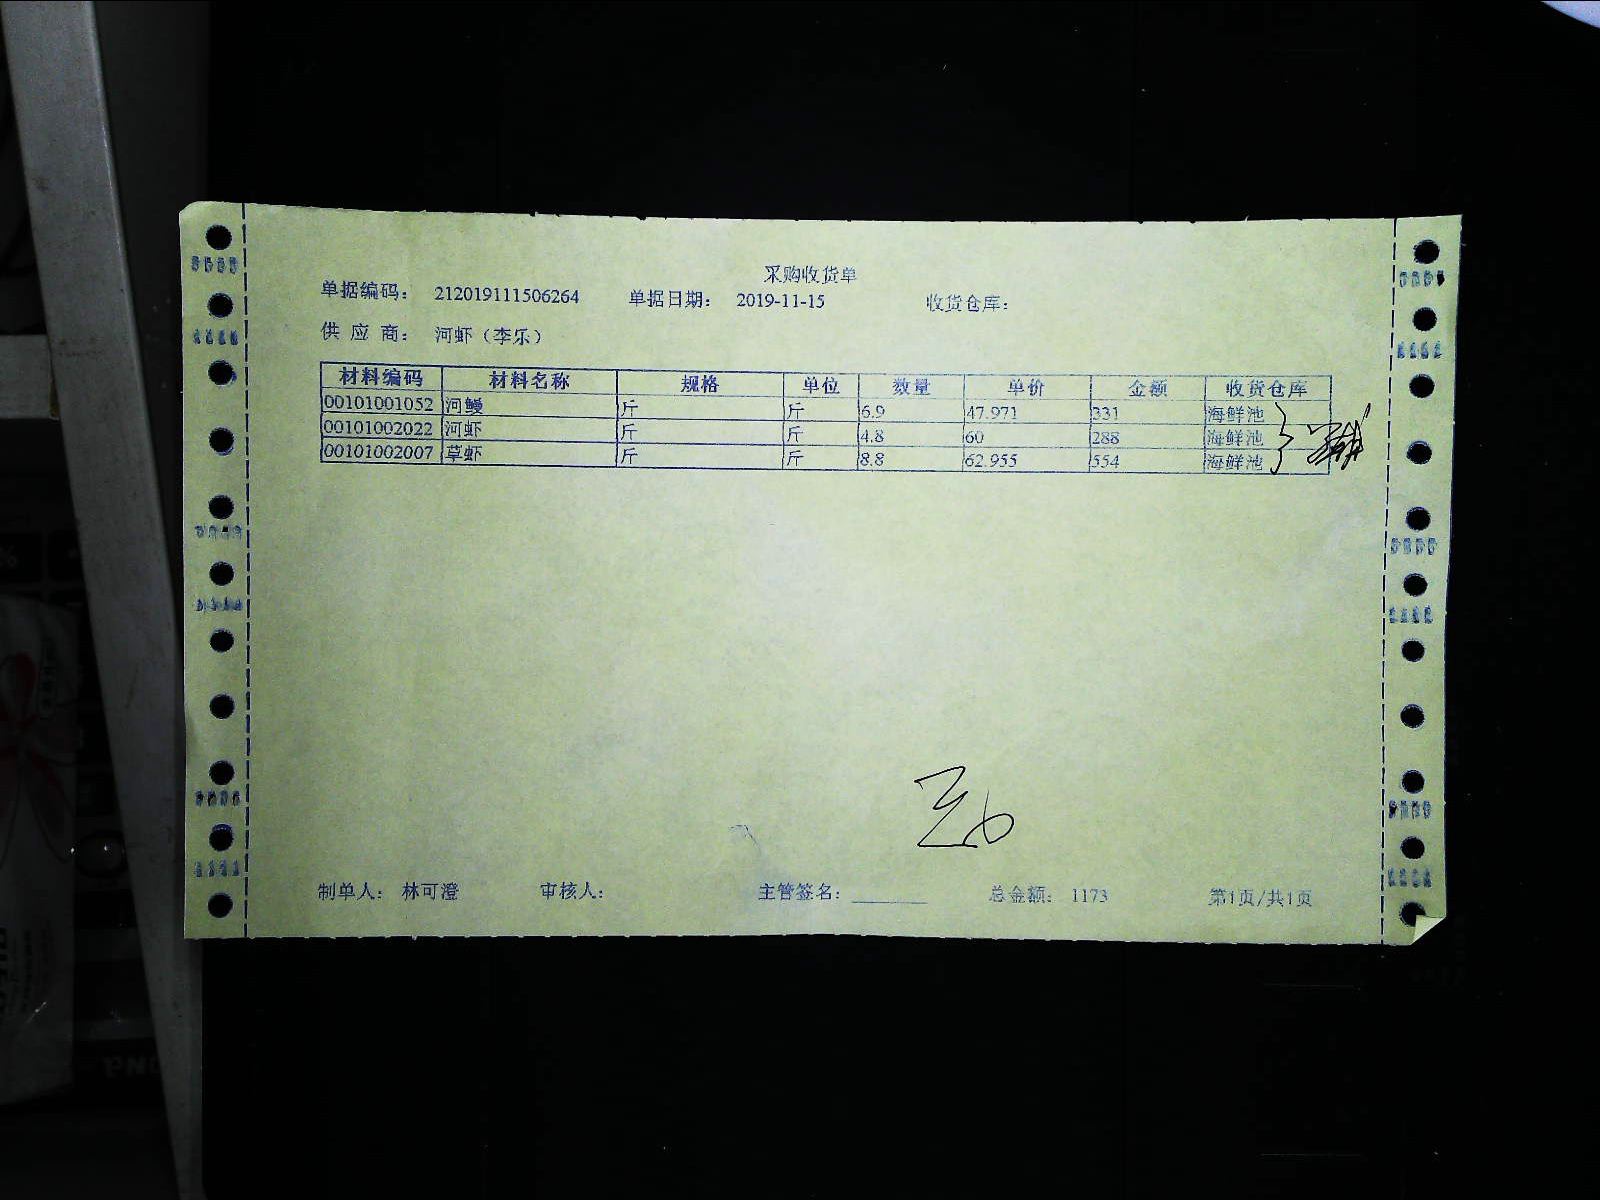 采购收货单
单据编码: 212019111506264 单据日期: 2019-11-15 收货仓库:
供 应 商: 河虾（李乐）
材料编码 材料名称 规格 单位 数量 单价 金额 收货仓库
00101001052 河鳗 斤 斤 6.9 47.971 331 海鲜池
00101002022 河虾 斤 斤 4.8 60 288 海鲜池
00101002007 草虾 斤 斤 8.8 62.955 554 海鲜池
制单人: 林可澄 审核人: 主管签名: 总金额: 1173 第1页/共1页